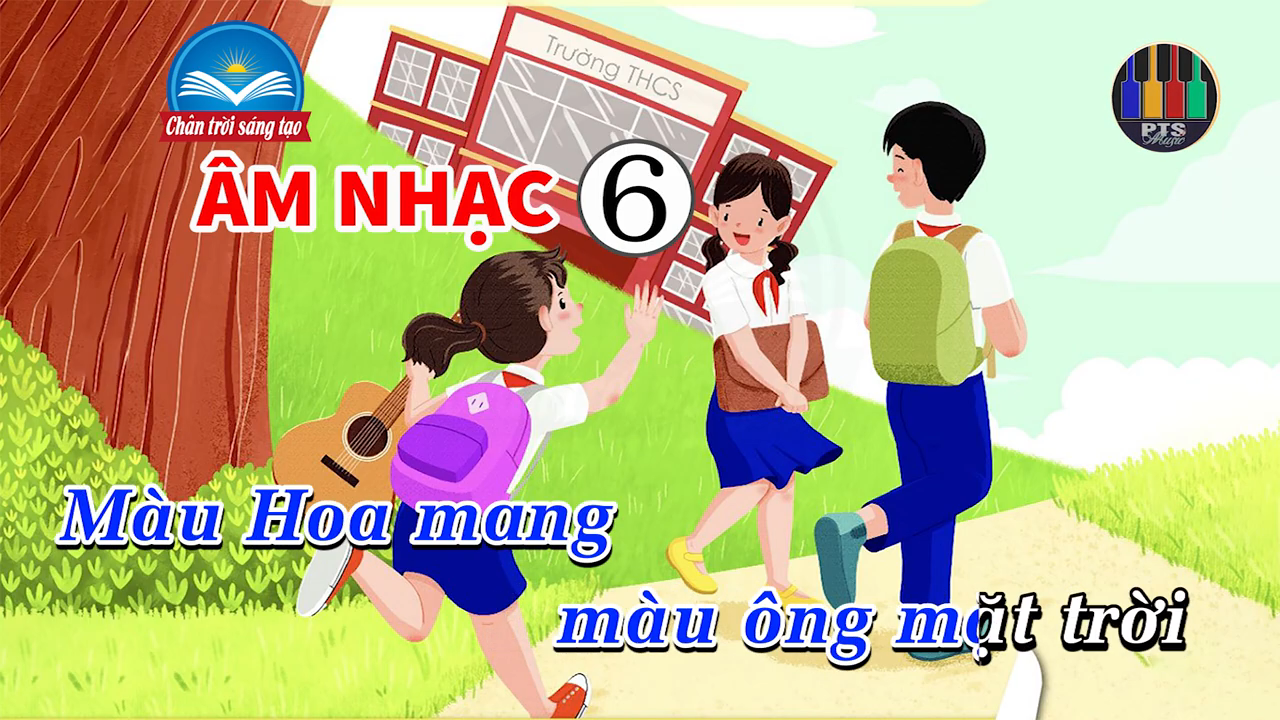 Trường THCS
Chân trời sáng tạo
PTS
Music
ÂM NHẠC 6
Màu Hoa mang
màu ông mặt trời